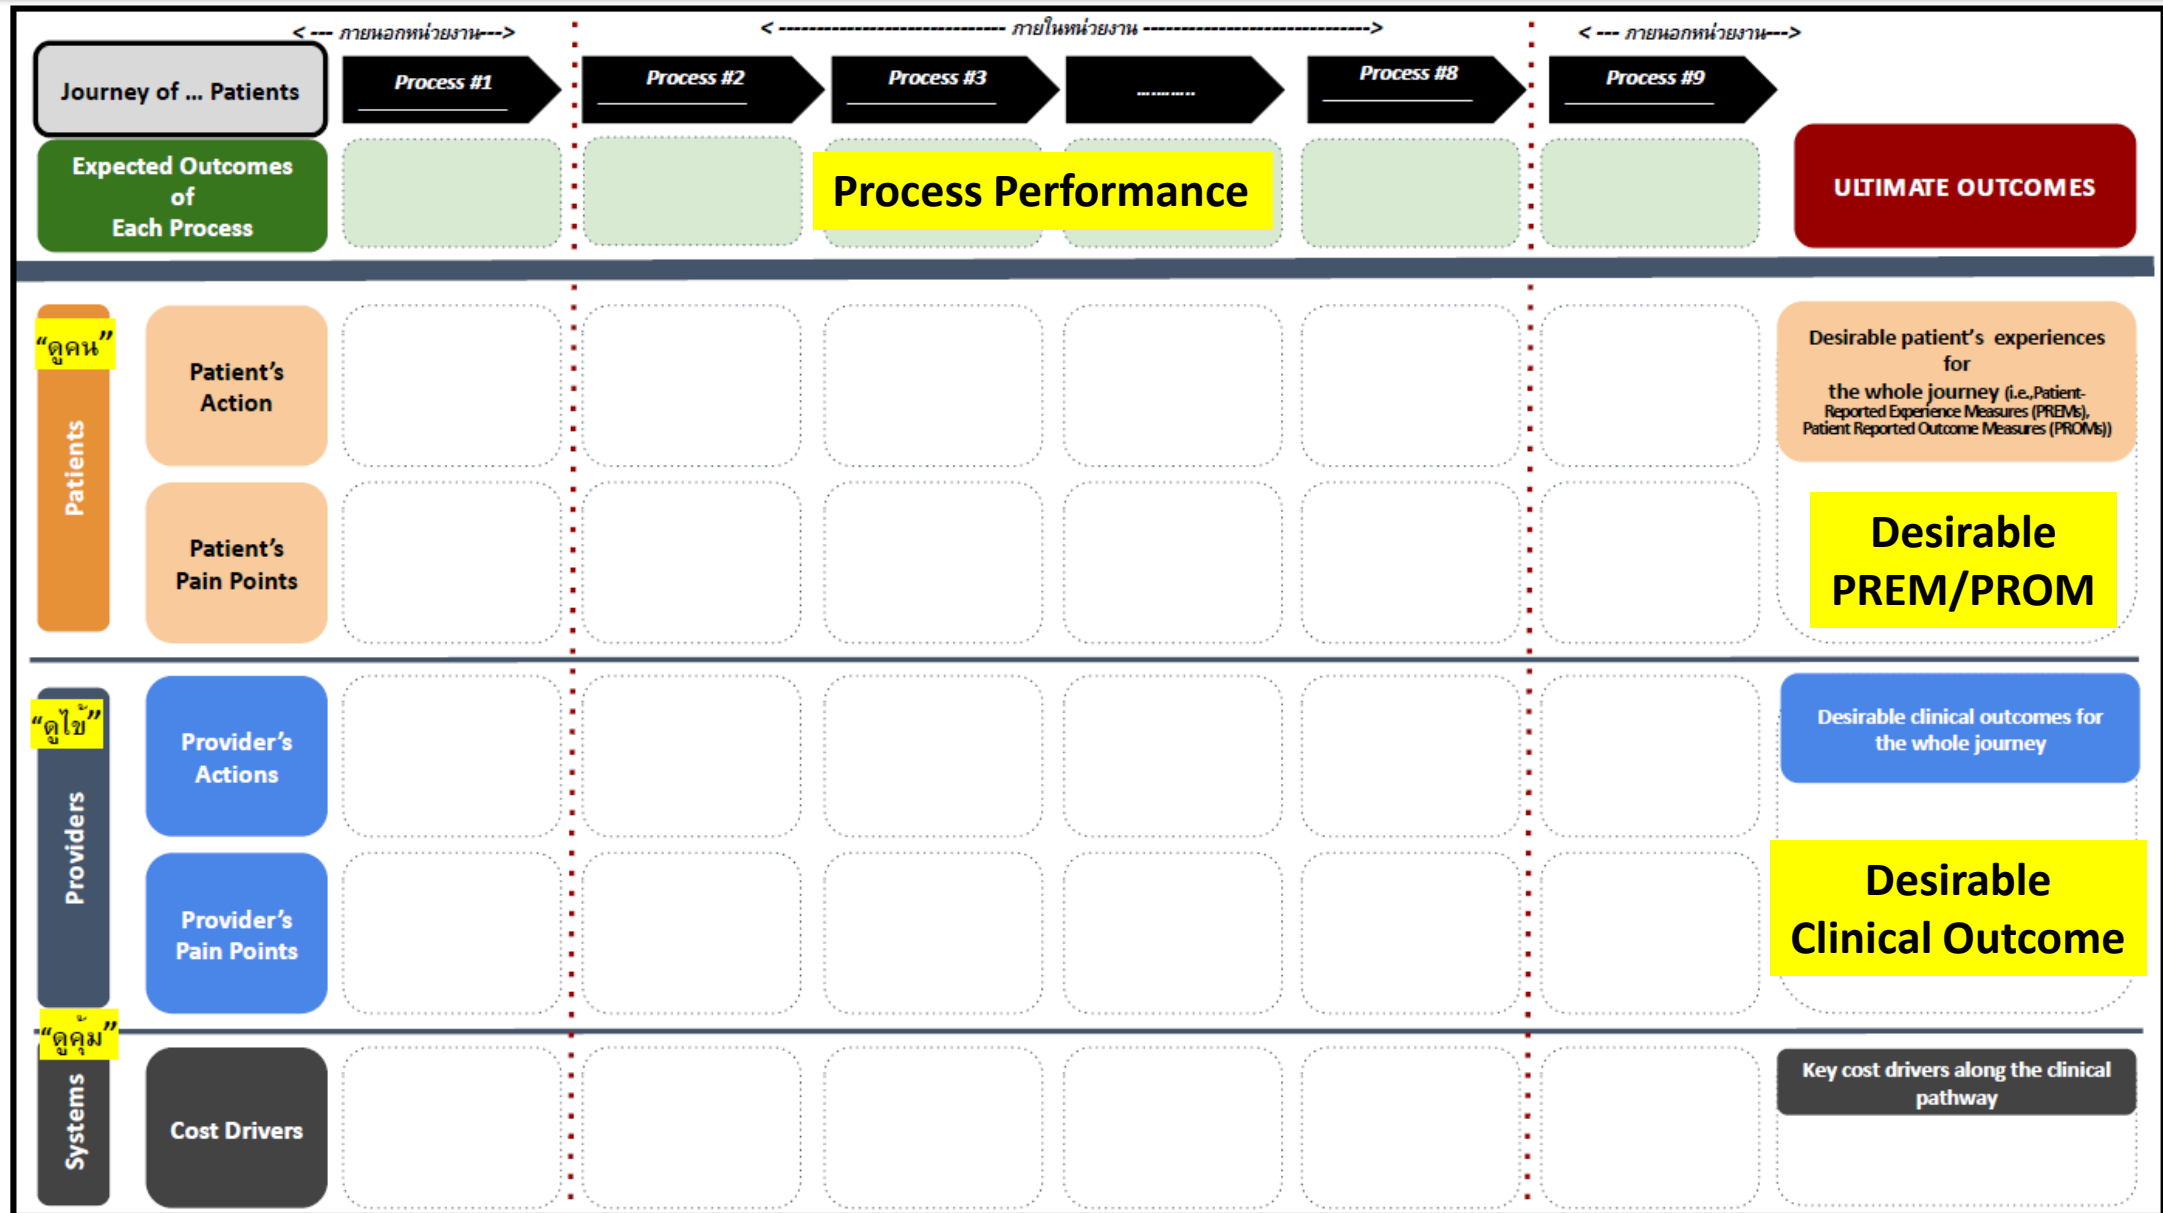 < --- ภายนอกหน่วยงาน--->
< ----------------------------- ภายในหน่วยงาน ----------------------------->
< --- ภายนอกหน่วยงาน--->
Journey of ... Patients
Process #1
Process #2
Process #3
...........
Process #8
Process #9
Expected Outcomes
of
Each Process
Process Performance
ULTIMATE OUTCOMES
“ดูคน”
Patients
Patient’s
Action
Desirable patient’s experiences
for
the whole journey (i.e.,Patient-
Reported Experience Measures (PREMs),
Patient Reported Outcome Measures (PROMs))
Patient’s
Pain Points
Desirable
PREM/PROM
“ดูไข้”
Providers
Provider’s
Actions
Desirable clinical outcomes for
the whole journey
Provider’s
Pain Points
Desirable
Clinical Outcome
“ดูคุ้ม”
Systems
Cost Drivers
Key cost drivers along the clinical
pathway